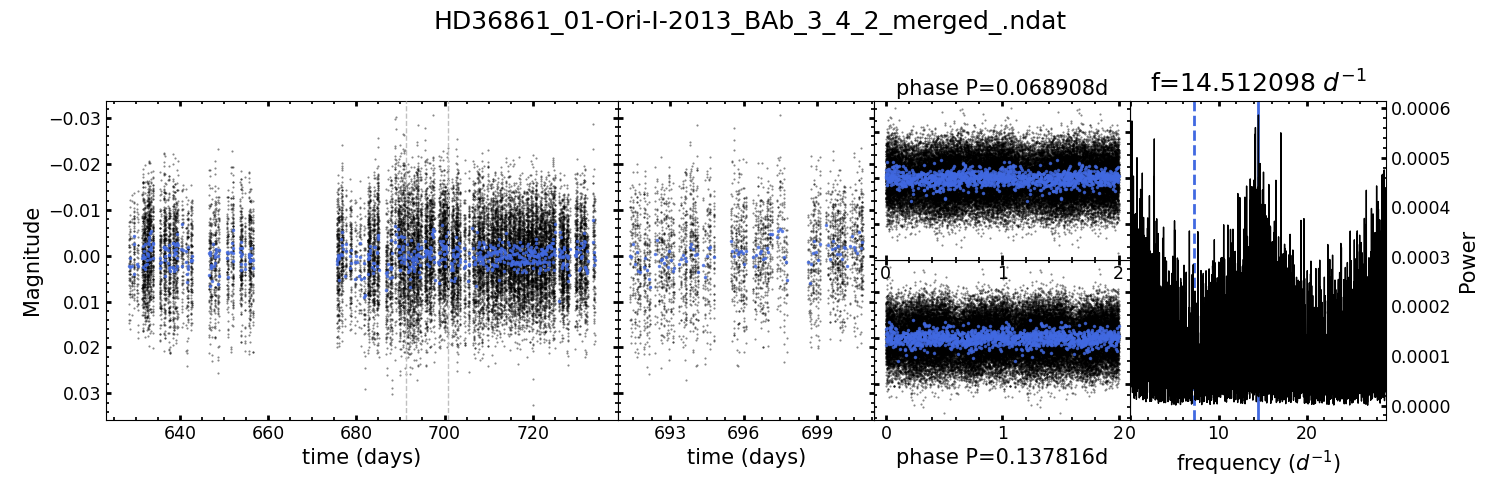 HD36861_01-Ori-I-2013_BAb_3_4_2_merged_.ndat
phase P=0.068908d
f=14.512098 d⁻¹
Magnitude
−0.03
−0.02
−0.01
0.00
0.01
0.02
0.03
640 660 680 700 720
time (days)
693 696 699
time (days)
0 1 2
0 1 2
phase P=0.137816d
0 10 20
frequency (d⁻¹)
0.0006
0.0005
0.0004
0.0003
0.0002
0.0001
0.0000
Power